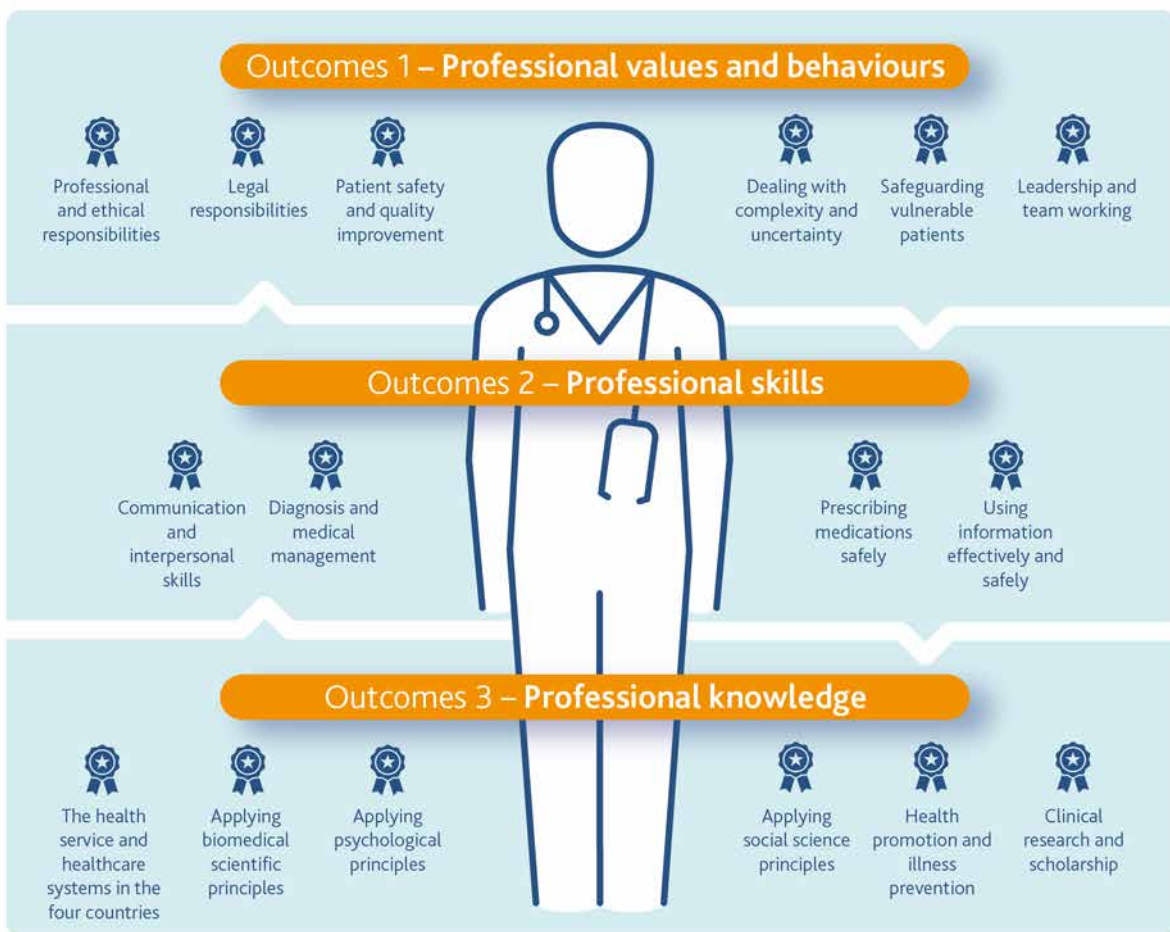 Outcomes 1 – Professional values and behaviours
Professional
and ethical
responsibilities
Legal
responsibilities
Patient safety
and quality
improvement
Dealing with
complexity and
uncertainty
Safeguarding
vulnerable
patients
Leadership and
team working
Outcomes 2 – Professional skills
Communication
and
interpersonal
skills
Diagnosis and
medical
management
Prescribing
medications
safely
Using
information
effectively and
safely
Outcomes 3 – Professional knowledge
The health
service and
healthcare
systems in the
four countries
Applying
biomedical
scientific
principles
Applying
psychological
principles
Applying
social science
principles
Health
promotion and
illness
prevention
Clinical
research and
scholarship